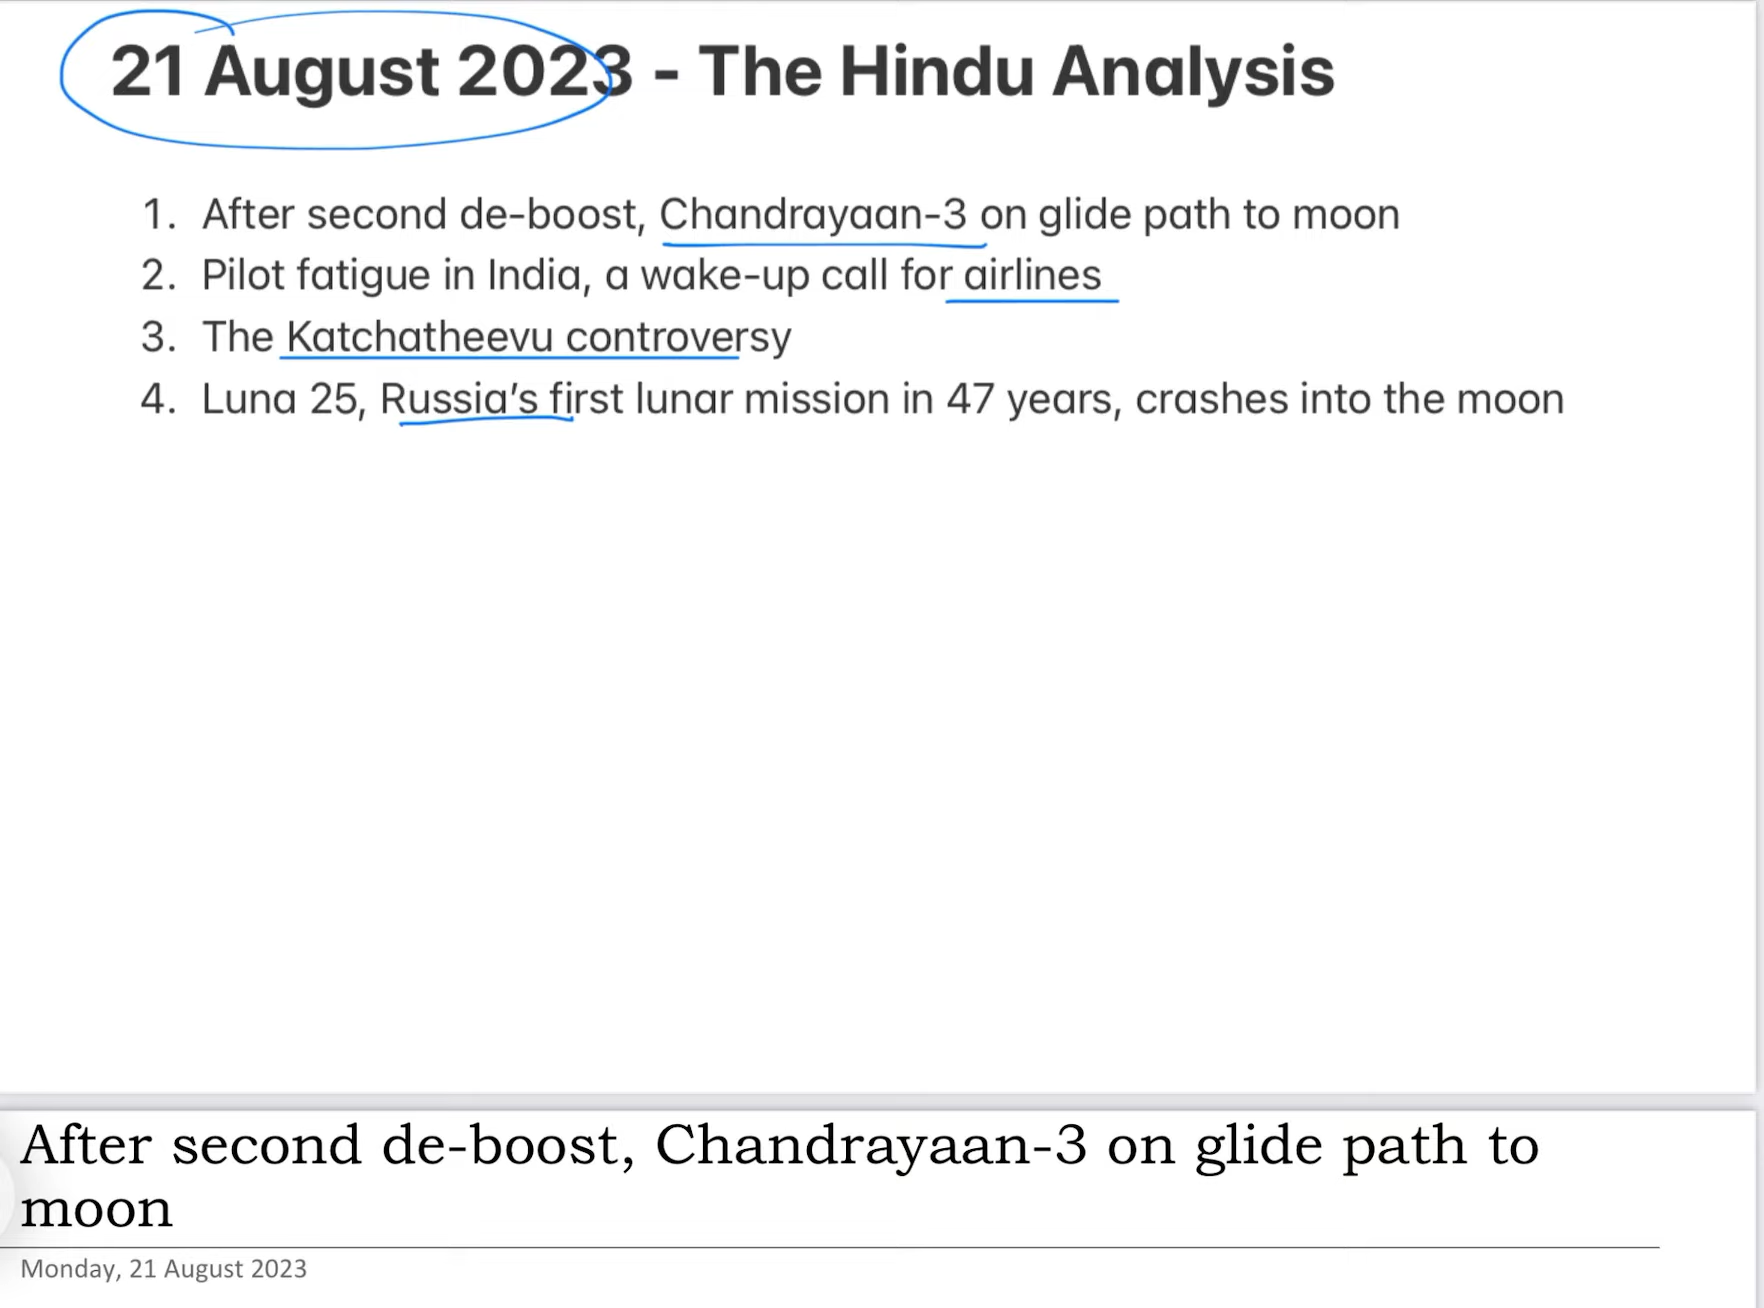 21 August 2023 - The Hindu Analysis
1. After second de-boost, Chandrayaan-3 on glide path to moon
2. Pilot fatigue in India, a wake-up call for airlines
3. The Katchatheevu controversy
4. Luna 25, Russia's first lunar mission in 47 years, crashes into the moon
After second de-boost, Chandrayaan-3 on glide path to
moon
Monday, 21 August 2023